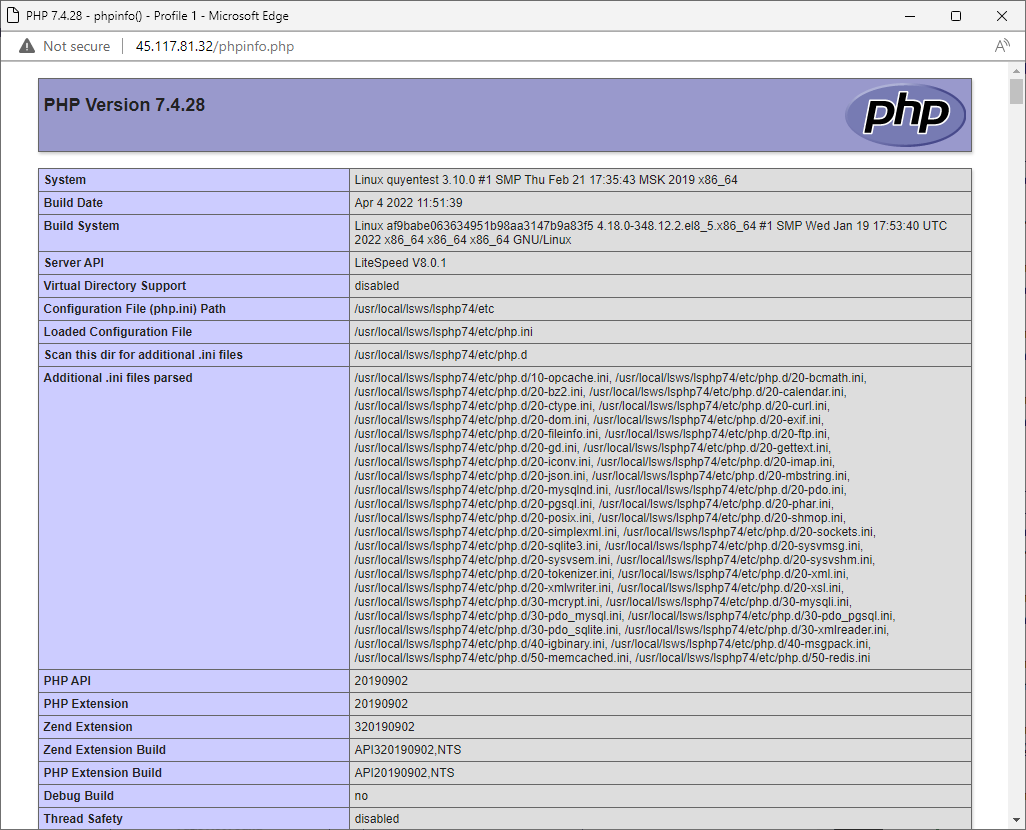 PHP 7.4.28 - phpinfo() - Profile 1 - Microsoft Edge
Not secure | 45.117.81.32/phpinfo.php
PHP Version 7.4.28
php
System Linux quyentest 3.10.0 #1 SMP Thu Feb 21 17:35:43 MSK 2019 x86_64
Build Date Apr 4 2022 11:51:39
Build System Linux af9babe063634951b98aa3147b9a83f5 4.18.0-348.12.2.el8_5.x86_64 #1 SMP Wed Jan 19 17:53:40 UTC
2022 x86_64 x86_64 x86_64 GNU/Linux
Server API LiteSpeed V8.0.1
Virtual Directory Support disabled
Configuration File (php.ini) Path /usr/local/lsws/lsphp74/etc
Loaded Configuration File /usr/local/lsws/lsphp74/etc/php.ini
Scan this dir for additional .ini files /usr/local/lsws/lsphp74/etc/php.d
Additional .ini files parsed /usr/local/lsws/lsphp74/etc/php.d/10-opcache.ini, /usr/local/lsws/lsphp74/etc/php.d/20-bcmath.ini,
/usr/local/lsws/lsphp74/etc/php.d/20-bz2.ini, /usr/local/lsws/lsphp74/etc/php.d/20-calendar.ini,
/usr/local/lsws/lsphp74/etc/php.d/20-ctype.ini, /usr/local/lsws/lsphp74/etc/php.d/20-curl.ini,
/usr/local/lsws/lsphp74/etc/php.d/20-dom.ini, /usr/local/lsws/lsphp74/etc/php.d/20-exif.ini,
/usr/local/lsws/lsphp74/etc/php.d/20-fileinfo.ini, /usr/local/lsws/lsphp74/etc/php.d/20-ftp.ini,
/usr/local/lsws/lsphp74/etc/php.d/20-gd.ini, /usr/local/lsws/lsphp74/etc/php.d/20-gettext.ini,
/usr/local/lsws/lsphp74/etc/php.d/20-iconv.ini, /usr/local/lsws/lsphp74/etc/php.d/20-imap.ini,
/usr/local/lsws/lsphp74/etc/php.d/20-json.ini, /usr/local/lsws/lsphp74/etc/php.d/20-mbstring.ini,
/usr/local/lsws/lsphp74/etc/php.d/20-mysqlnd.ini, /usr/local/lsws/lsphp74/etc/php.d/20-pdo.ini,
/usr/local/lsws/lsphp74/etc/php.d/20-pgsql.ini, /usr/local/lsws/lsphp74/etc/php.d/20-phar.ini,
/usr/local/lsws/lsphp74/etc/php.d/20-posix.ini, /usr/local/lsws/lsphp74/etc/php.d/20-shmop.ini,
/usr/local/lsws/lsphp74/etc/php.d/20-simplexml.ini, /usr/local/lsws/lsphp74/etc/php.d/20-sockets.ini,
/usr/local/lsws/lsphp74/etc/php.d/20-sqlite3.ini, /usr/local/lsws/lsphp74/etc/php.d/20-sysvmsg.ini,
/usr/local/lsws/lsphp74/etc/php.d/20-sysvsem.ini, /usr/local/lsws/lsphp74/etc/php.d/20-sysvshm.ini,
/usr/local/lsws/lsphp74/etc/php.d/20-tokenizer.ini, /usr/local/lsws/lsphp74/etc/php.d/20-xml.ini,
/usr/local/lsws/lsphp74/etc/php.d/20-xmlwriter.ini, /usr/local/lsws/lsphp74/etc/php.d/20-xsl.ini,
/usr/local/lsws/lsphp74/etc/php.d/30-mcrypt.ini, /usr/local/lsws/lsphp74/etc/php.d/30-mysqli.ini,
/usr/local/lsws/lsphp74/etc/php.d/30-pdo_mysql.ini, /usr/local/lsws/lsphp74/etc/php.d/30-pdo_pgsql.ini,
/usr/local/lsws/lsphp74/etc/php.d/30-pdo_sqlite.ini, /usr/local/lsws/lsphp74/etc/php.d/30-xmlreader.ini,
/usr/local/lsws/lsphp74/etc/php.d/40-igbinary.ini, /usr/local/lsws/lsphp74/etc/php.d/40-msgpack.ini,
/usr/local/lsws/lsphp74/etc/php.d/50-memcached.ini, /usr/local/lsws/lsphp74/etc/php.d/50-redis.ini
PHP API 20190902
PHP Extension 20190902
Zend Extension 320190902
Zend Extension Build API320190902,NTS
PHP Extension Build API20190902,NTS
Debug Build no
Thread Safety disabled